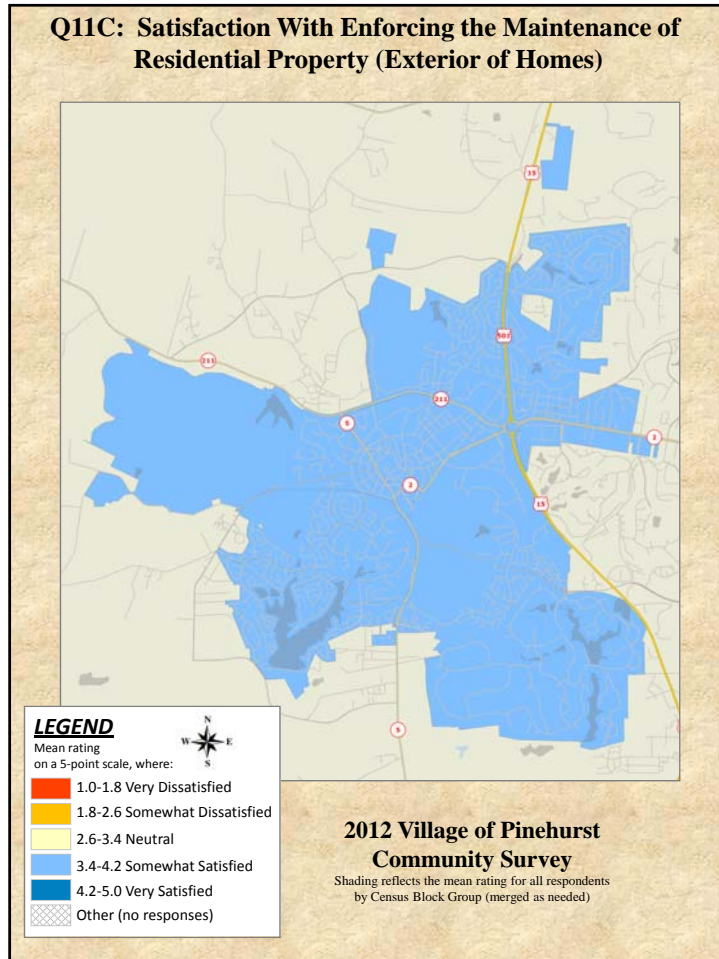 Q11C: Satisfaction With Enforcing the Maintenance of
Residential Property (Exterior of Homes)
15
501
211
211
5
2
2
15
5
LEGEND
Mean rating
on a 5-point scale, where:
N
W E
S
1.0-1.8 Very Dissatisfied
1.8-2.6 Somewhat Dissatisfied
2.6-3.4 Neutral
3.4-4.2 Somewhat Satisfied
4.2-5.0 Very Satisfied
Other (no responses)
2012 Village of Pinehurst
Community Survey
Shading reflects the mean rating for all respondents
by Census Block Group (merged as needed)